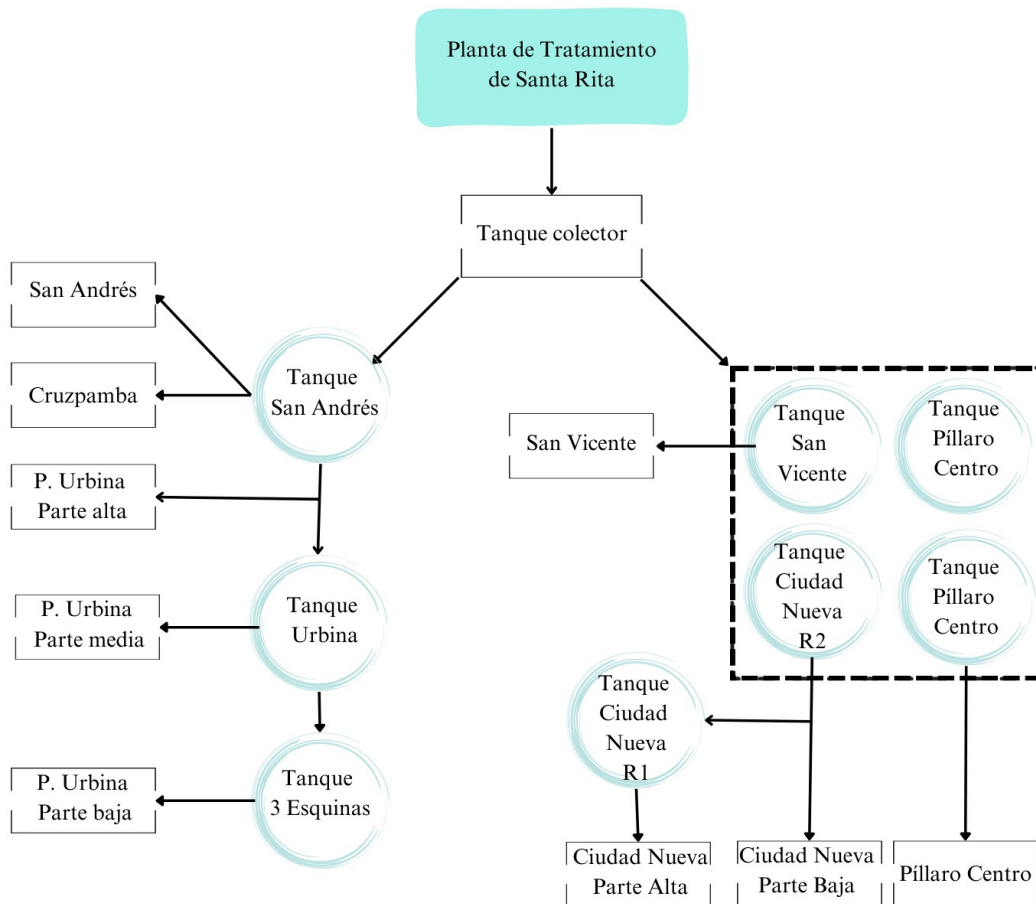 Planta de Tratamiento
de Santa Rita
Tanque colector
San Andrés
Cruzpamba
Tanque
San Andrés
P. Urbina
Parte alta
Tanque
Urbina
P. Urbina
Parte media
Tanque
3 Esquinas
P. Urbina
Parte baja
San Vicente
Tanque
San
Vicente
Tanque
Píllaro
Centro
Tanque
Ciudad
Nueva
R2
Tanque
Píllaro
Centro
Tanque
Ciudad
Nueva
R1
Ciudad Nueva
Parte Alta
Ciudad Nueva
Parte Baja
Píllaro Centro